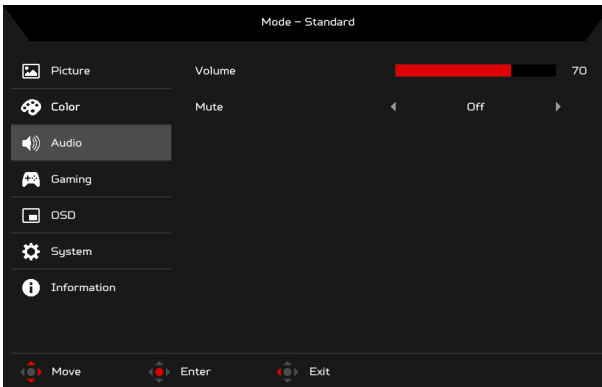 Mode – Standard
Picture
Volume 70
Color
Mute Off
Audio
Gaming
OSD
System
Information
Move Enter Exit